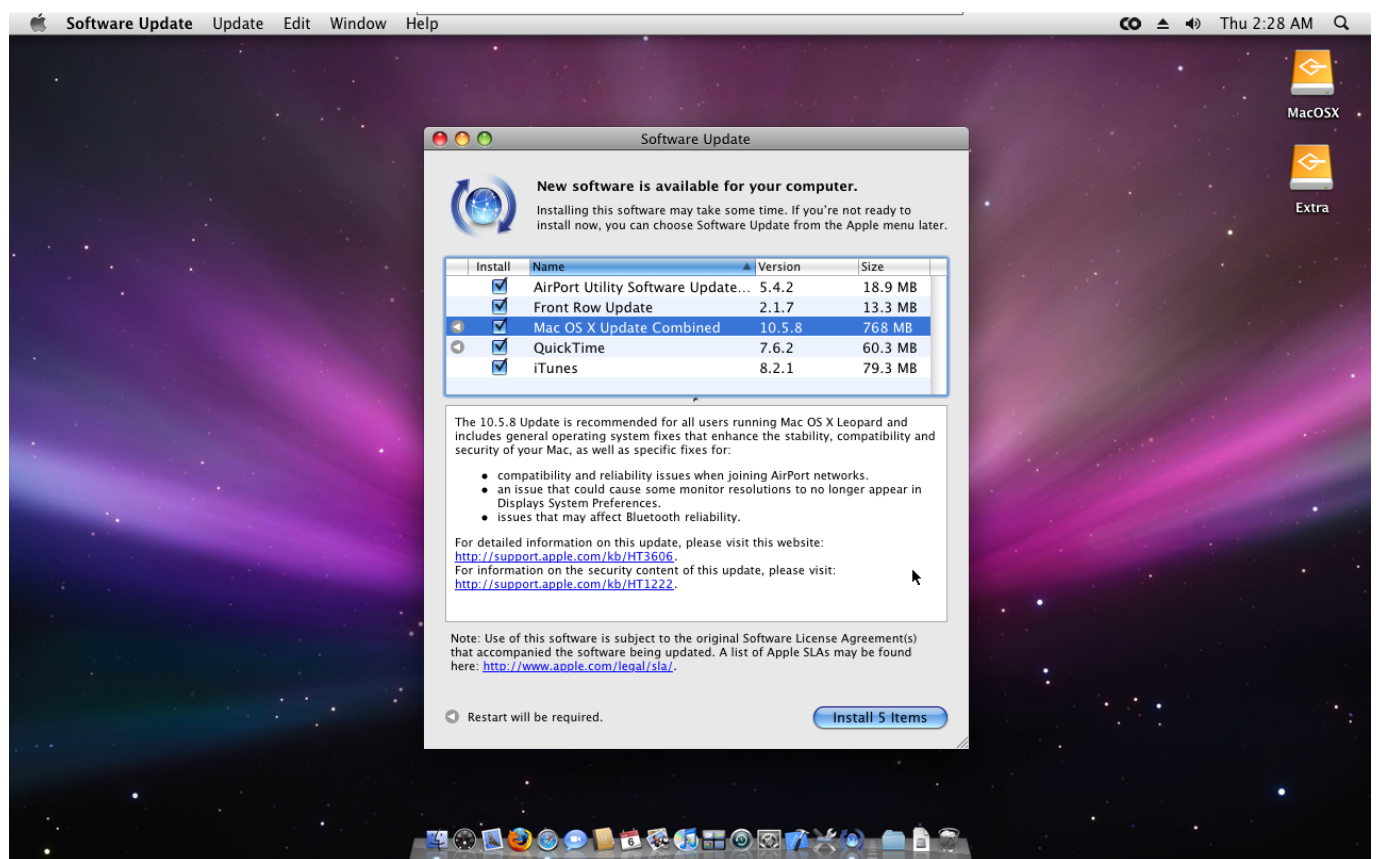 Software Update Update Edit Window Help CO Thu 2:28 AM
MacOSX
Extra
Software Update
New software is available for your computer.
Installing this software may take some time. If you're not ready to
install now, you can choose Software Update from the Apple menu later.
Install Name Version Size
AirPort Utility Software Update... 5.4.2 18.9 MB
Front Row Update 2.1.7 13.3 MB
Mac OS X Update Combined 10.5.8 768 MB
QuickTime 7.6.2 60.3 MB
iTunes 8.2.1 79.3 MB
The 10.5.8 Update is recommended for all users running Mac OS X Leopard and
includes general operating system fixes that enhance the stability, compatibility and
security of your Mac, as well as specific fixes for:
• compatibility and reliability issues when joining AirPort networks.
• an issue that could cause some monitor resolutions to no longer appear in
Displays System Preferences.
• issues that may affect Bluetooth reliability.
For detailed information on this update, please visit this website:
http://support.apple.com/kb/HT3606.
For information on the security content of this update, please visit:
http://support.apple.com/kb/HT1222.
Note: Use of this software is subject to the original Software License Agreement(s)
that accompanied the software being updated. A list of Apple SLAs may be found
here: http://www.apple.com/legal/sla/.
Restart will be required.
Install 5 Items
6